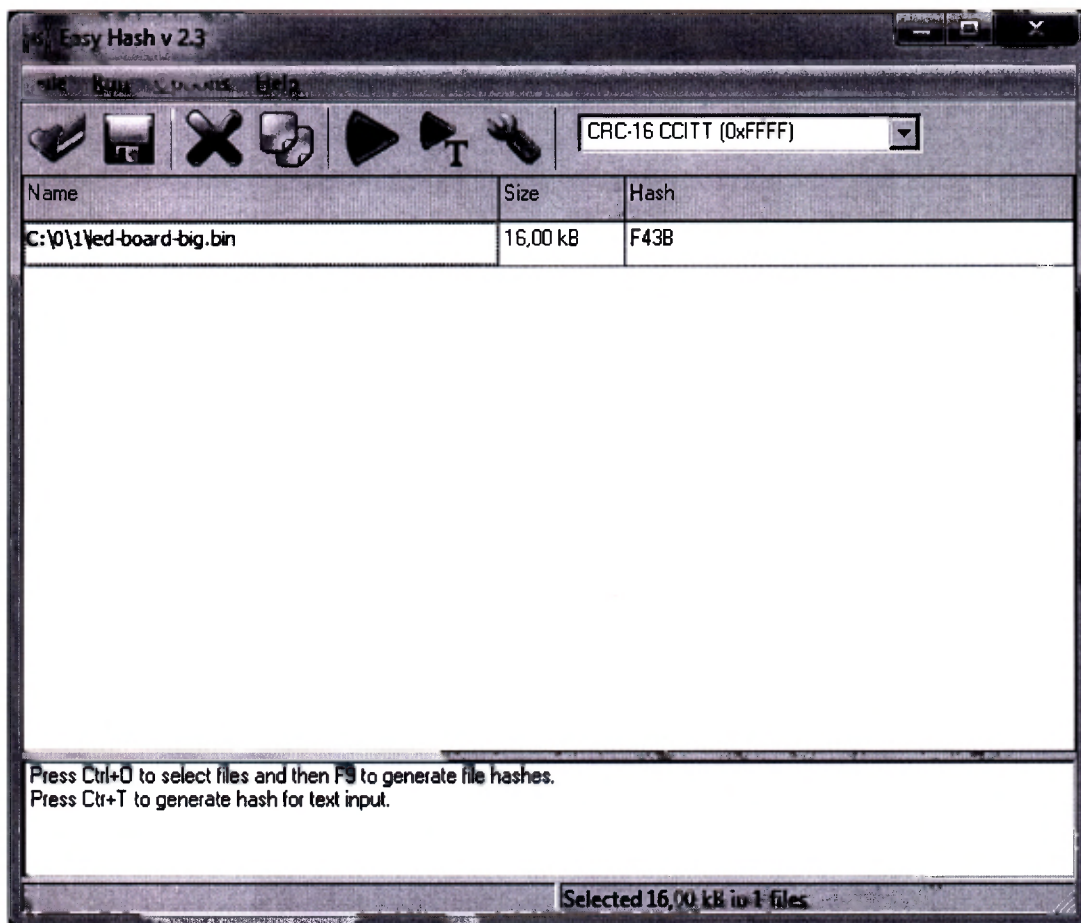 Easy Hash v 2.3
Help
CRC-16 CCITT (0xFFFF)
Name Size Hash
C:\0\1\led-board-big.bin 16,00 kB F43B
Press Ctrl+O to select files and then F9 to generate file hashes.
Press Ctr+T to generate hash for text input.
Selected 16,00 kB in 1 files